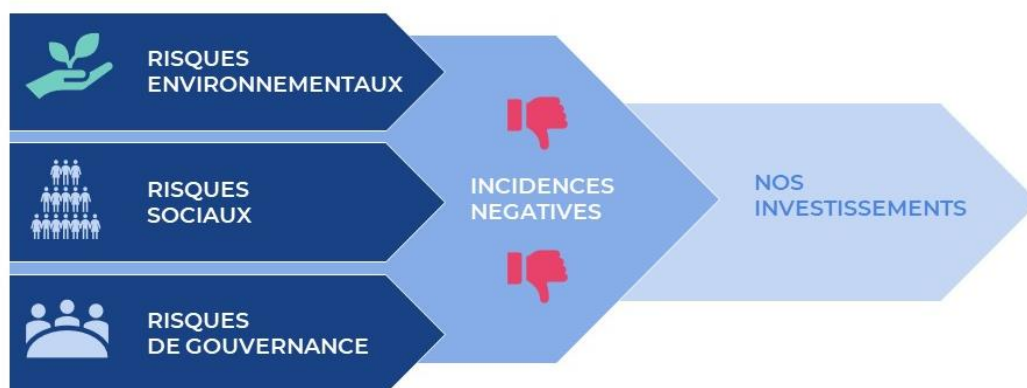 RISQUES
ENVIRONNEMENTAUX
RISQUES
SOCIAUX
RISQUES
DE GOUVERNANCE
INCIDENCES
NEGATIVES
NOS
INVESTISSEMENTS